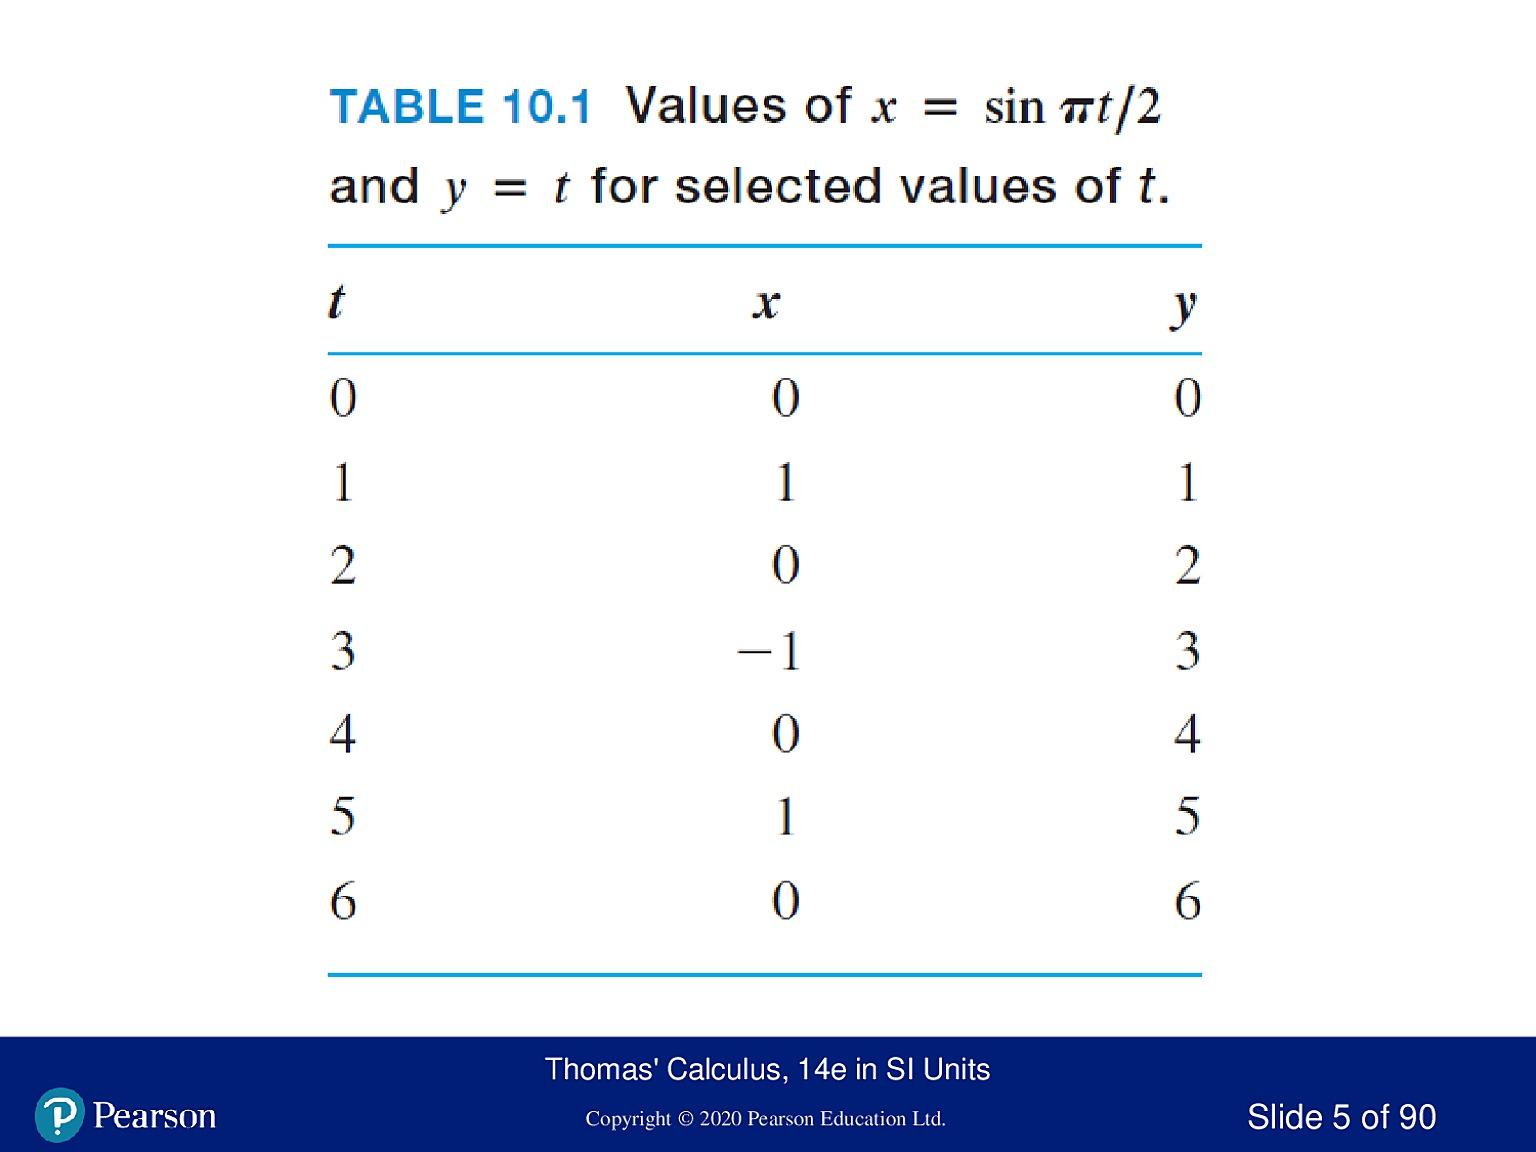 TABLE 10.1 Values of x = sin πt/2
and y = t for selected values of t.
t x y
0 0 0
1 1 1
2 0 2
3 −1 3
4 0 4
5 1 5
6 0 6
Thomas' Calculus, 14e in SI Units
Pearson Copyright © 2020 Pearson Education Ltd. Slide 5 of 90